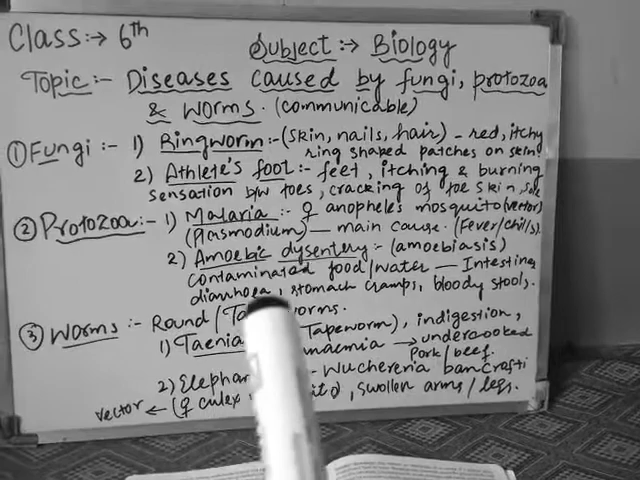 Class:→ 6th
Subject:→ Biology
Topic:- Diseases caused by fungi, protozoa
& worms. (communicable)
① Fungi :- 1) Ringworm:- (skin, nails, hair) - red, itchy
ring shaped patches on skin.
2) Athlete's foot:- feet, itching & burning
sensation b/w toes, cracking of toe skin, sole
② Protozoa:- 1) Malaria :- ♀ anopheles mosquito (vector)
(Plasmodium) — main cause. (Fever/chills).
2) Amoebic dysentery:- (amoebiasis)
contaminated food/water — Intestine,
diarrhoea, stomach cramps, bloody stools.
③ Worms :- Round / worms.
1) Taenia Tapeworm), indigestion,
→ undercooked
Pork/beef.
2) - Wuchereria bancrofti
vector ← (♀ culex , swollen arms/legs.